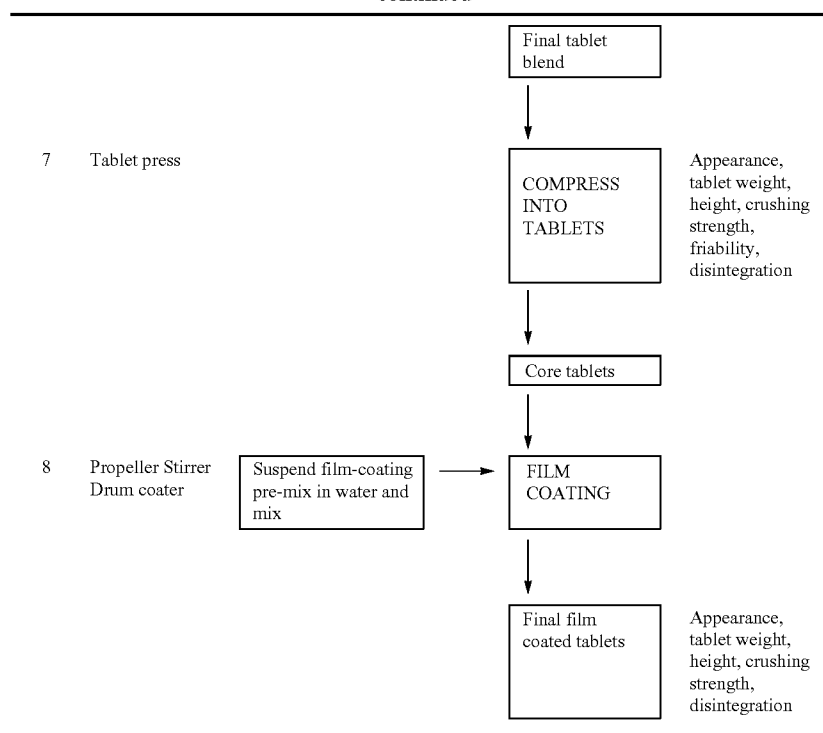 Final tablet
blend
7 Tablet press
COMPRESS
INTO
TABLETS
Appearance,
tablet weight,
height, crushing
strength,
friability,
disintegration
Core tablets
8 Propeller Stirrer
Drum coater
Suspend film-coating
pre-mix in water and
mix
FILM
COATING
Final film
coated tablets
Appearance,
tablet weight,
height, crushing
strength,
disintegration